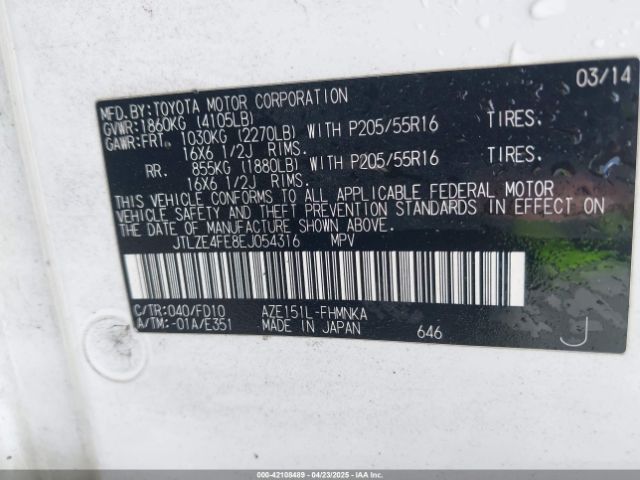 03/14
MFD.BY:TOYOTA MOTOR CORPORATION
GVWR:1860KG (4105LB)
GAWR:FRT. 1030KG (2270LB) WITH P205/55R16 TIRES.
16X6 1/2J RIMS.
RR. 855KG (1880LB) WITH P205/55R16 TIRES.
16X6 1/2J RIMS.
THIS VEHICLE CONFORMS TO ALL APPLICABLE FEDERAL MOTOR
VEHICLE SAFETY AND THEFT PREVENTION STANDARDS IN EFFECT ON
THE DATE OF MANUFACTURE SHOWN ABOVE.
JTLZE4FE8EJ054316 MPV
C/TR:040/FD10 AZE151L-FHMNKA
A/TM:-01A/E351 MADE IN JAPAN 646 J
000-42108489 - 04/23/2025 - IAAI.COM